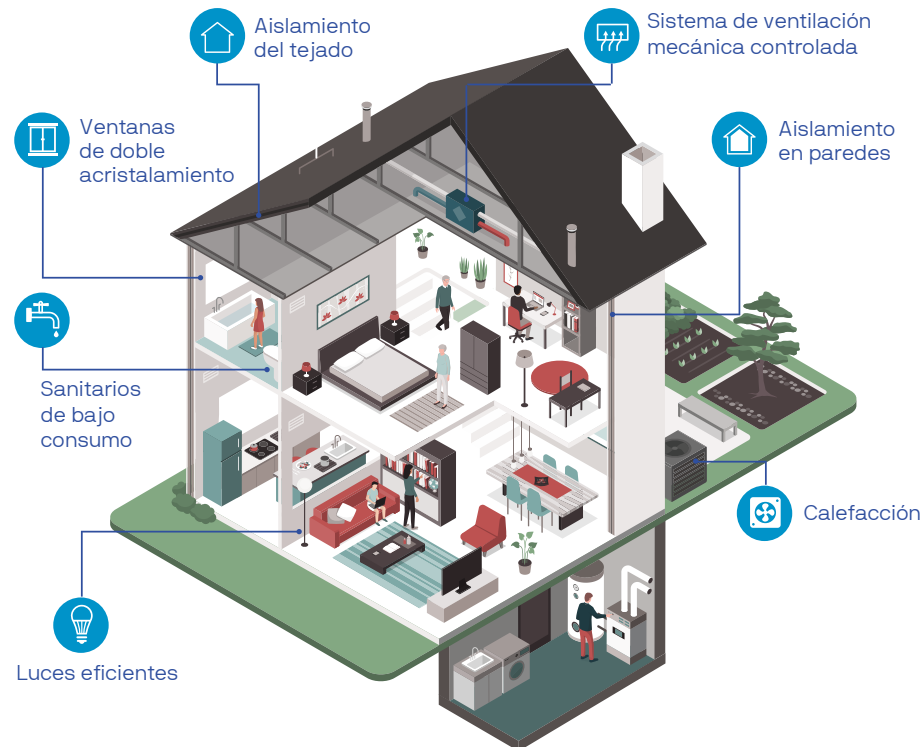 Aislamiento
del tejado
Sistema de ventilación
mecánica controlada
Ventanas
de doble
acristalamiento
Aislamiento
en paredes
Sanitarios
de bajo
consumo
Calefacción
Luces eficientes